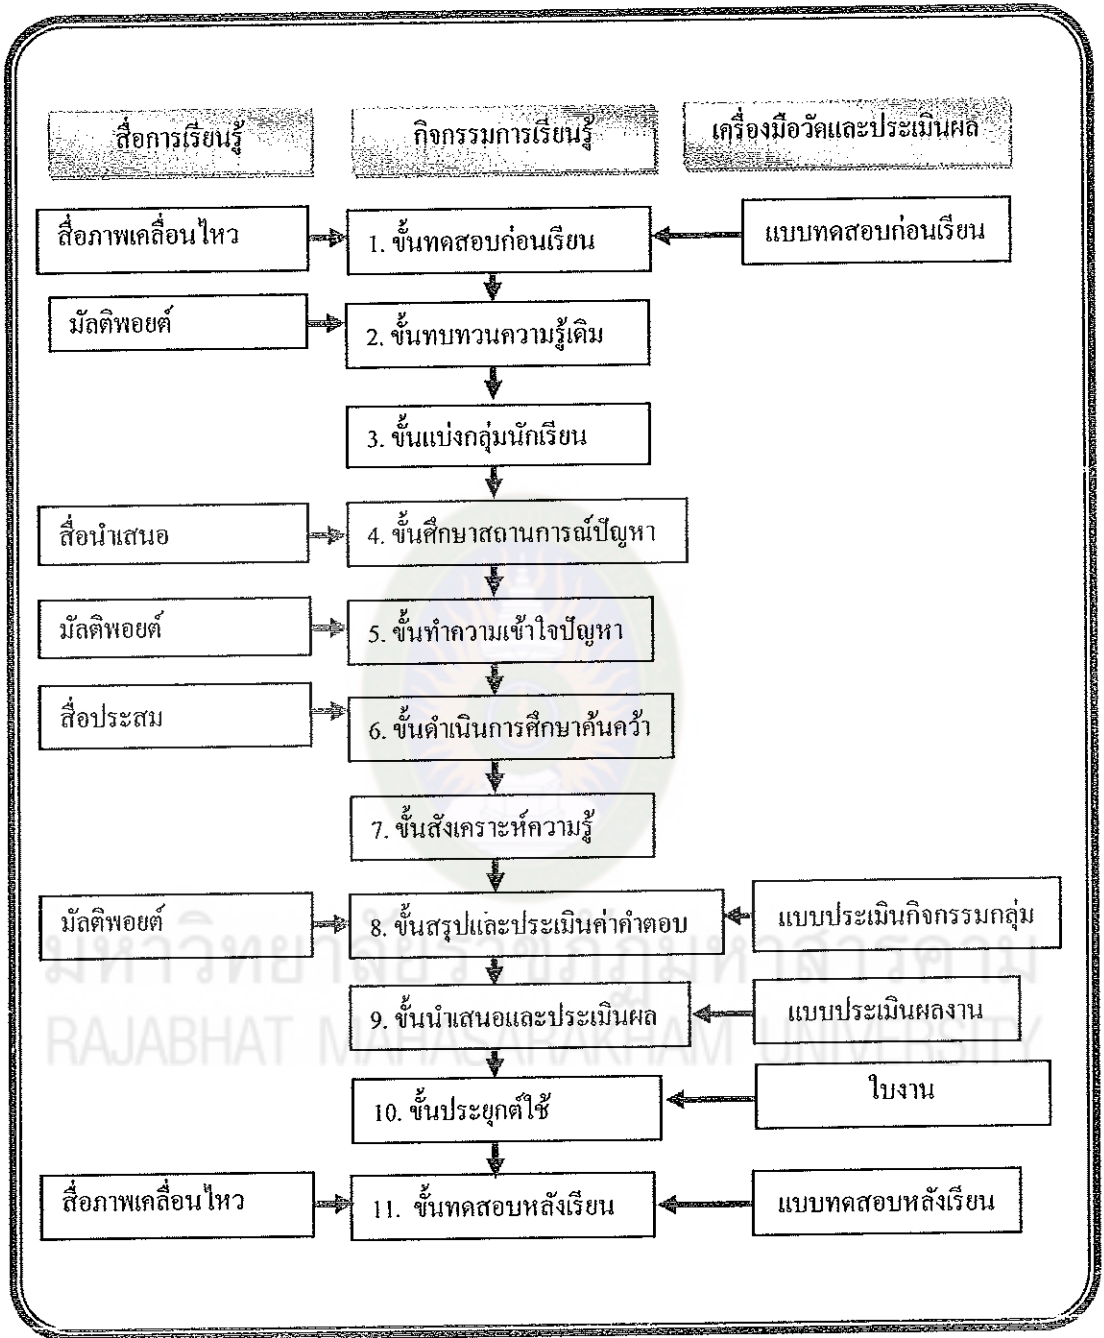 สื่อการเรียนรู้ กิจกรรมการเรียนรู้ เครื่องมือวัดและประเมินผล
สื่อภาพเคลื่อนไหว 1. ขั้นทดสอบก่อนเรียน แบบทดสอบก่อนเรียน
มัลติพอยต์ 2. ขั้นทบทวนความรู้เดิม
3. ขั้นแบ่งกลุ่มนักเรียน
สื่อนำเสนอ 4. ขั้นศึกษาสถานการณ์ปัญหา
มัลติพอยต์ 5. ขั้นทำความเข้าใจปัญหา
สื่อประสม 6. ขั้นดำเนินการศึกษาค้นคว้า
7. ขั้นสังเคราะห์ความรู้
มัลติพอยต์ 8. ขั้นสรุปและประเมินค่าคำตอบ แบบประเมินกิจกรรมกลุ่ม
มหาวิทยาลัยราชภัฏมหาสารคาม
9. ขั้นนำเสนอและประเมินผล แบบประเมินผลงาน
RAJABHAT MAHASARAKHAM UNIVERSITY
10. ขั้นประยุกต์ใช้ ใบงาน
สื่อภาพเคลื่อนไหว 11. ขั้นทดสอบหลังเรียน แบบทดสอบหลังเรียน